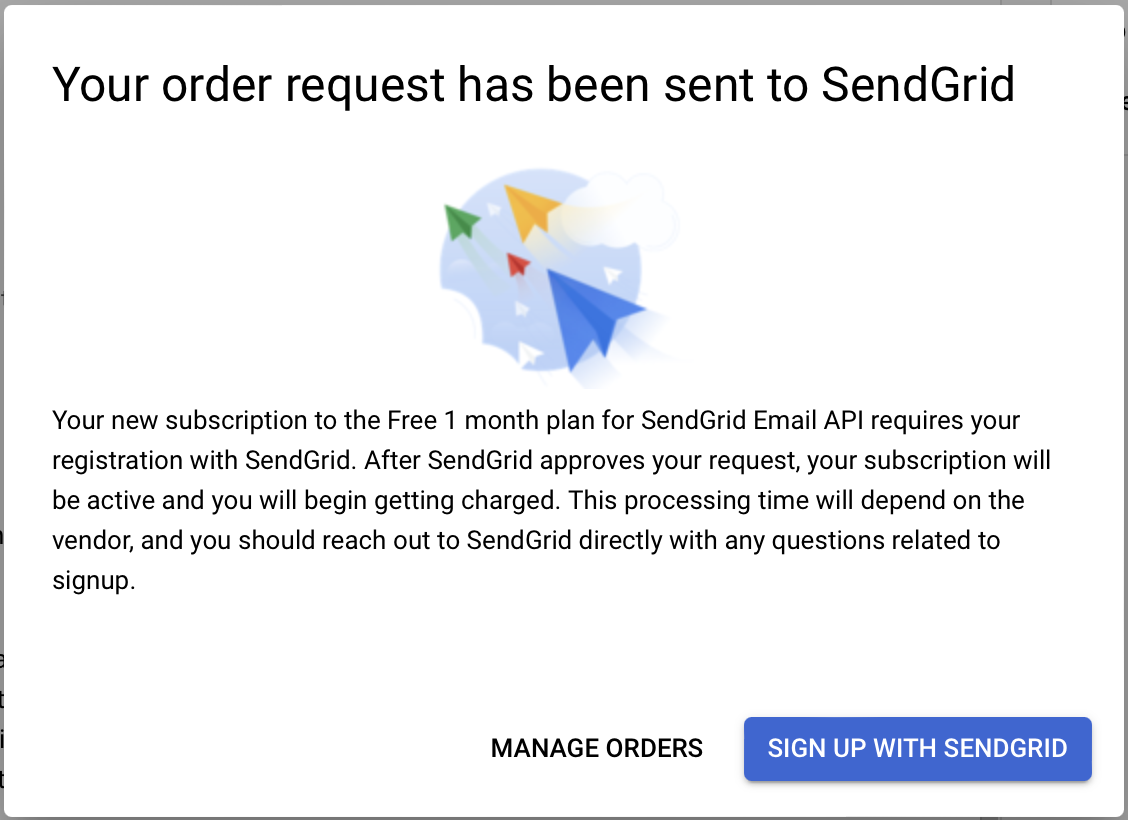 Your order request has been sent to SendGrid
Your new subscription to the Free 1 month plan for SendGrid Email API requires your
registration with SendGrid. After SendGrid approves your request, your subscription will
be active and you will begin getting charged. This processing time will depend on the
vendor, and you should reach out to SendGrid directly with any questions related to
signup.
MANAGE ORDERS
SIGN UP WITH SENDGRID